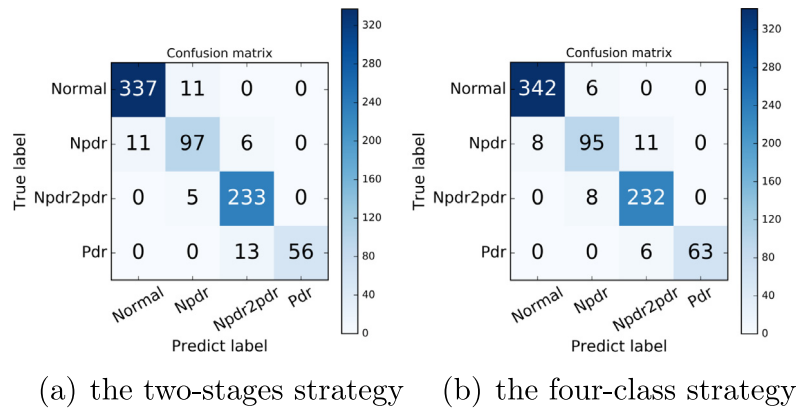 Confusion matrix
Normal 337 11 0 0
Npdr 11 97 6 0
Npdr2pdr 0 5 233 0
Pdr 0 0 13 56
Normal Npdr Npdr2pdr Pdr
True label
Predict label
320
280
240
200
160
120
80
40
0
(a) the two-stages strategy
Confusion matrix
Normal 342 6 0 0
Npdr 8 95 11 0
Npdr2pdr 0 8 232 0
Pdr 0 0 6 63
Normal Npdr Npdr2pdr Pdr
True label
Predict label
320
280
240
200
160
120
80
40
0
(b) the four-class strategy